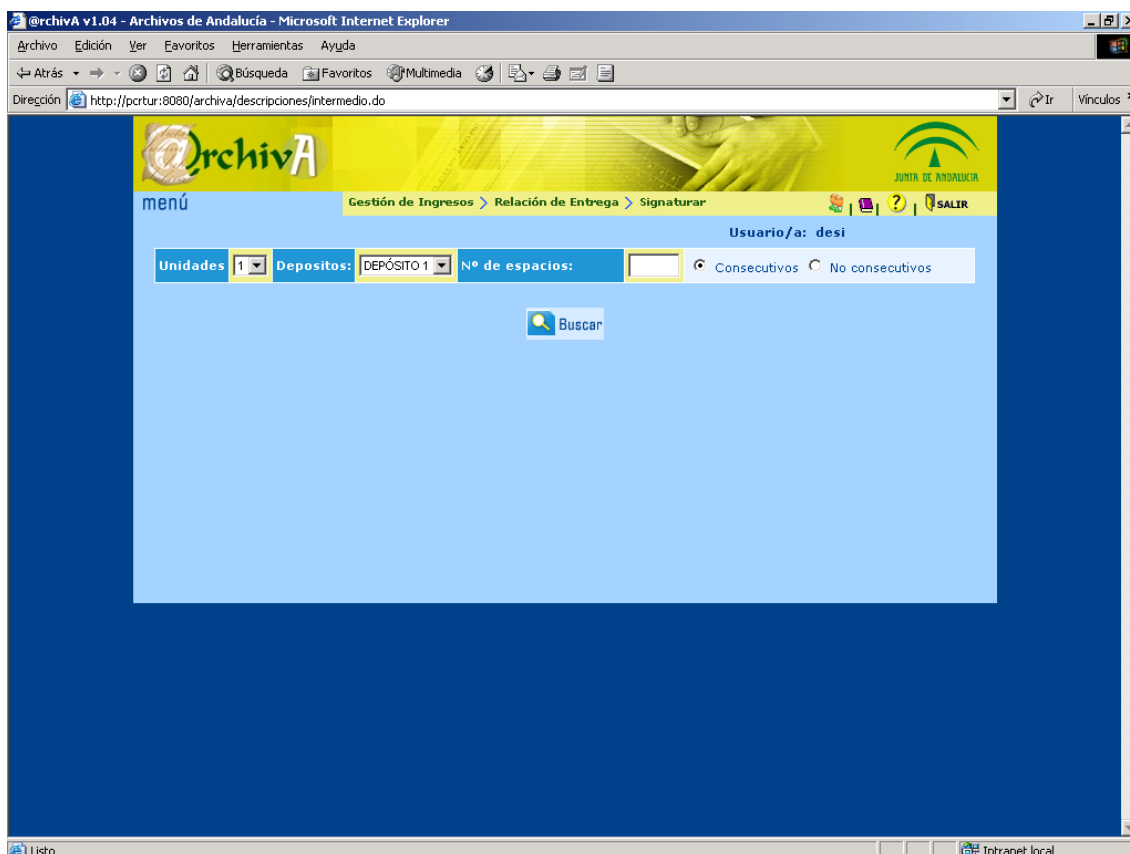 @rchivA v1.04 - Archivos de Andalucía - Microsoft Internet Explorer
Archivo Edición Ver Favoritos Herramientas Ayuda
Atrás Búsqueda Favoritos Multimedia
Dirección http://pcrtur:8080/archiva/descripciones/intermedio.do Ir Vínculos
@rchivA
JUNTA DE ANDALUCIA
menú Gestión de Ingresos > Relación de Entrega > Signaturar SALIR
Usuario/a: desi
Unidades 1 Depositos: DEPÓSITO 1 Nº de espacios: Consecutivos No consecutivos
Buscar
Listo Intranet local